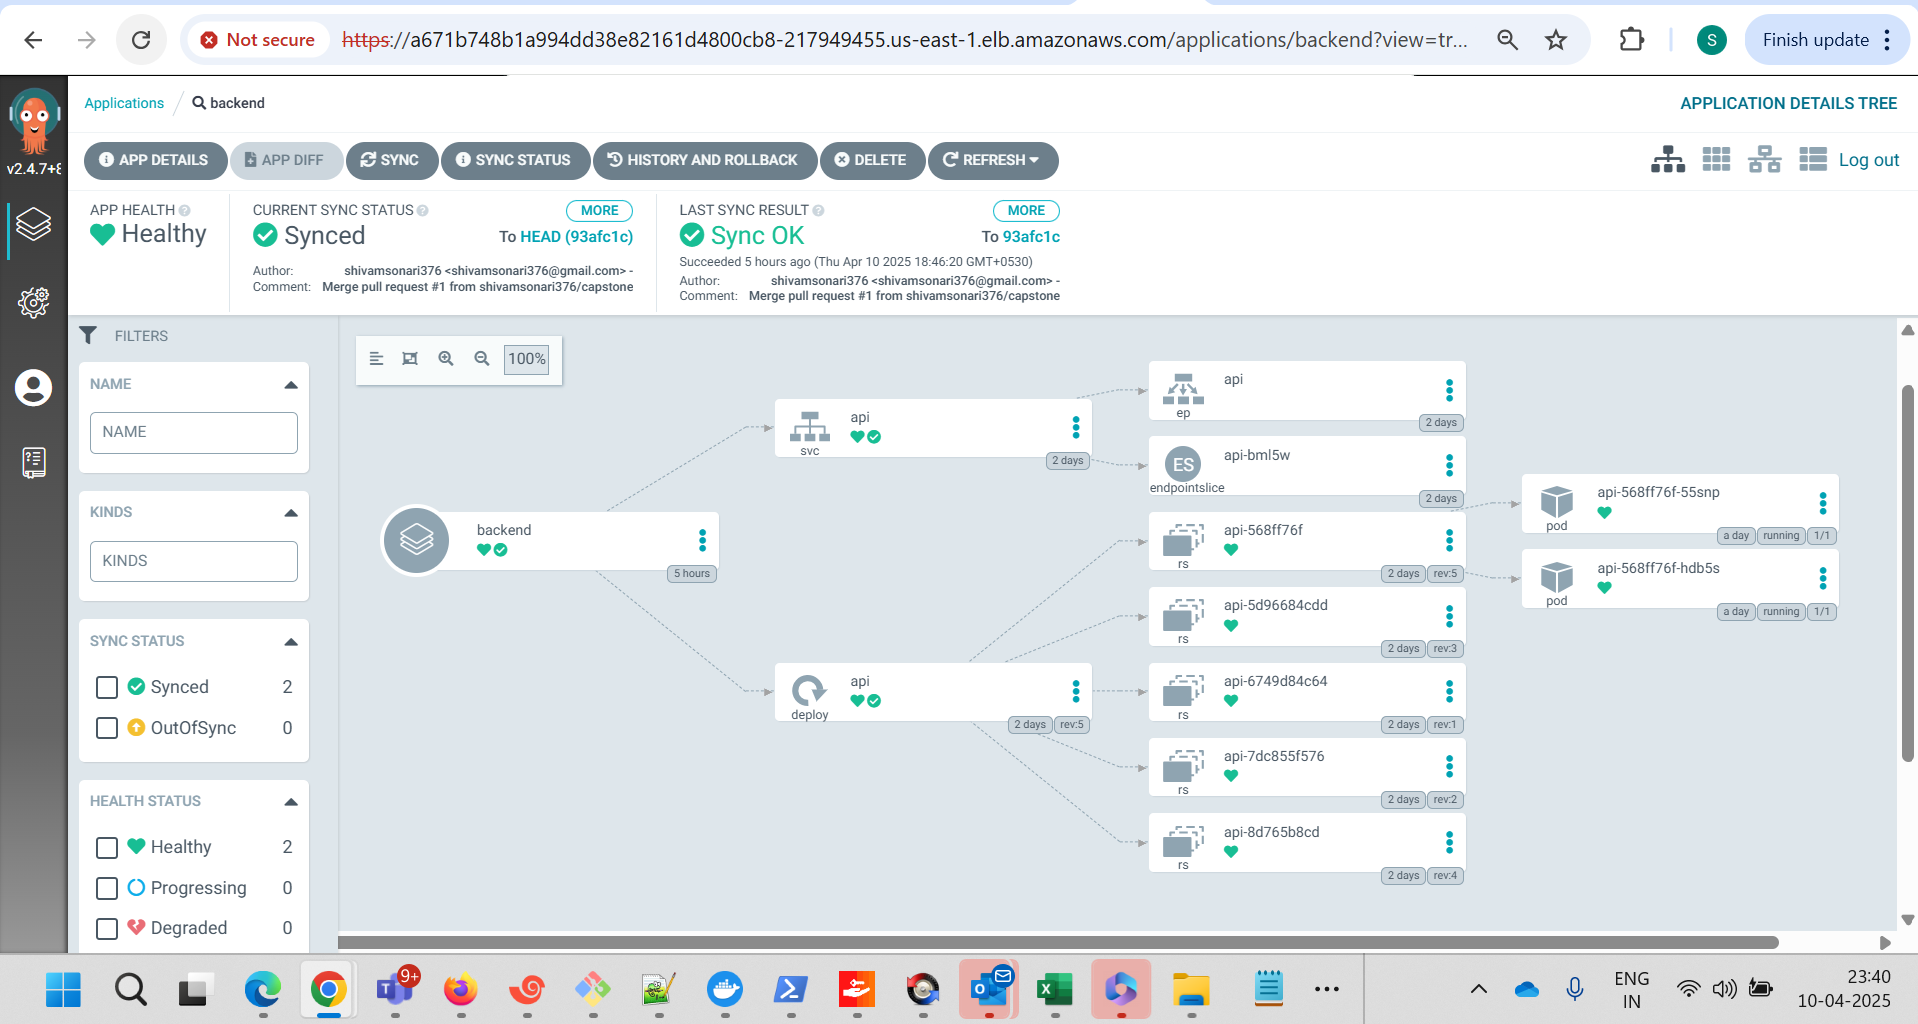 Not secure https://a671b748b1a994dd38e82161d4800cb8-217949455.us-east-1.elb.amazonaws.com/applications/backend?view=tr... S Finish update
v2.4.7+8
Applications / backend
APPLICATION DETAILS TREE
APP DETAILS APP DIFF SYNC SYNC STATUS HISTORY AND ROLLBACK DELETE REFRESH Log out
APP HEALTH
Healthy
CURRENT SYNC STATUS MORE
Synced To HEAD (93afc1c)
Author: shivamsonari376 <shivamsonari376@gmail.com> -
Comment: Merge pull request #1 from shivamsonari376/capstone
LAST SYNC RESULT MORE
Sync OK To 93afc1c
Succeeded 5 hours ago (Thu Apr 10 2025 18:46:20 GMT+0530)
Author: shivamsonari376 <shivamsonari376@gmail.com> -
Comment: Merge pull request #1 from shivamsonari376/capstone
FILTERS
NAME
NAME
KINDS
KINDS
SYNC STATUS
Synced 2
OutOfSync 0
HEALTH STATUS
Healthy 2
Progressing 0
Degraded 0
100%
backend
5 hours
api
svc
2 days
api
deploy
2 days rev:5
api
ep
2 days
ES api-bml5w
endpointslice
2 days
api-568ff76f
rs
2 days rev:5
api-5d96684cdd
rs
2 days rev:3
api-6749d84c64
rs
2 days rev:1
api-7dc855f576
rs
2 days rev:2
api-8d765b8cd
rs
2 days rev:4
api-568ff76f-55snp
pod
a day running 1/1
api-568ff76f-hdb5s
pod
a day running 1/1
9+
ENG
IN
23:40
10-04-2025